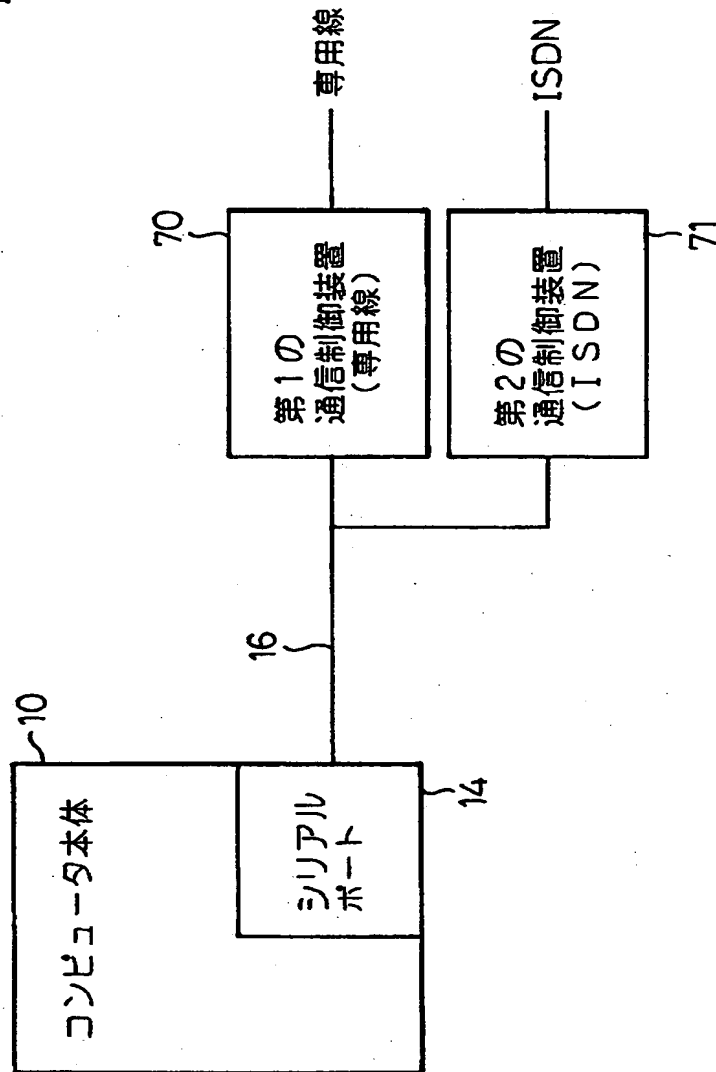 コンピュータ本体
10
シリアル
ポート
14
16
70
第1の
通信制御装置
(専用線)
専用線
第2の
通信制御装置
(ISDN)
71
ISDN